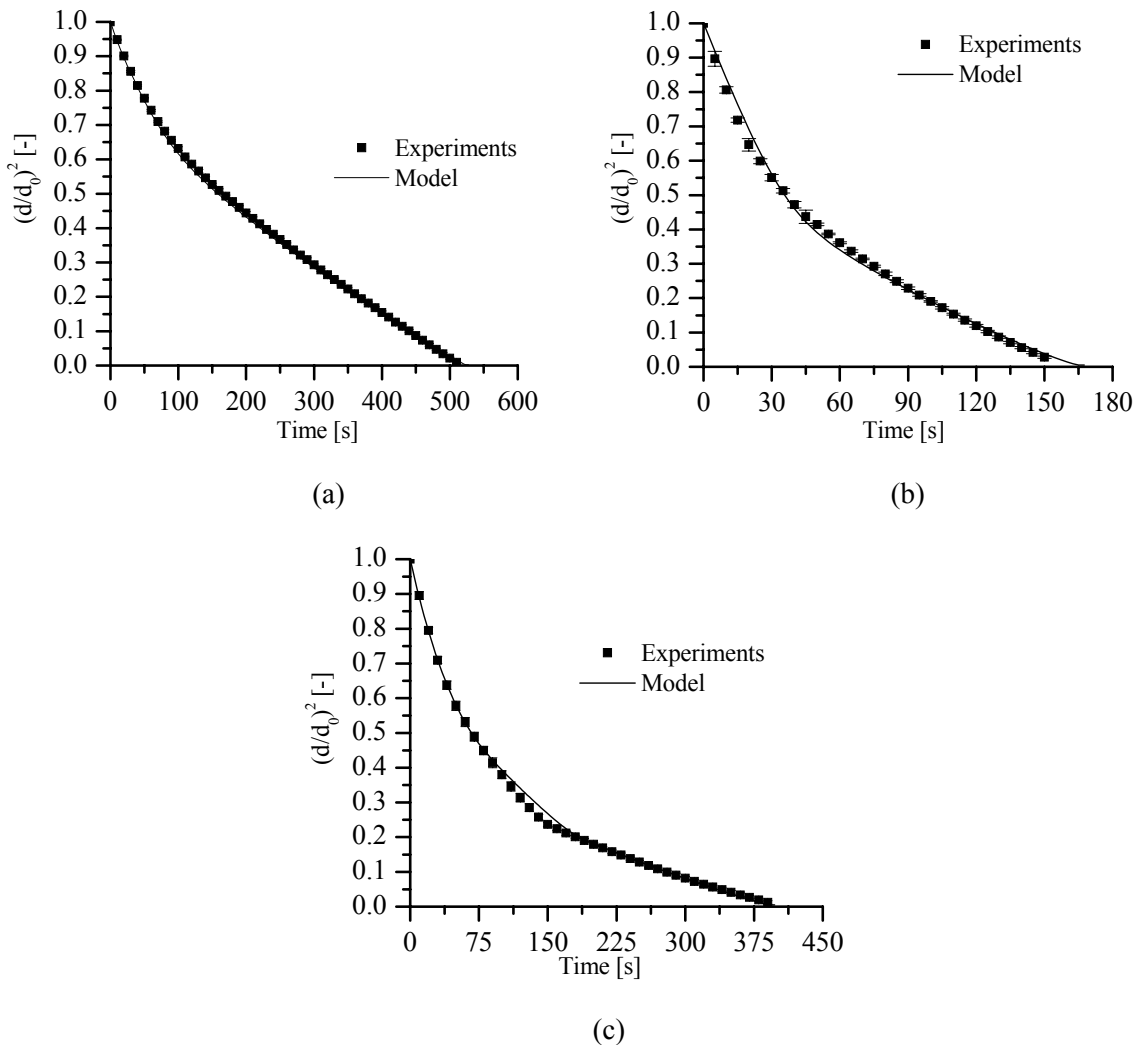 1.0
0.9
0.8
0.7
0.6
0.5
0.4
0.3
0.2
0.1
0.0
(d/d₀)² [-]
Experiments
Model
0 100 200 300 400 500 600
Time [s]
(a)
1.0
0.9
0.8
0.7
0.6
0.5
0.4
0.3
0.2
0.1
0.0
(d/d₀)² [-]
Experiments
Model
0 30 60 90 120 150 180
Time [s]
(b)
1.0
0.9
0.8
0.7
0.6
0.5
0.4
0.3
0.2
0.1
0.0
(d/d₀)² [-]
Experiments
Model
0 75 150 225 300 375 450
Time [s]
(c)